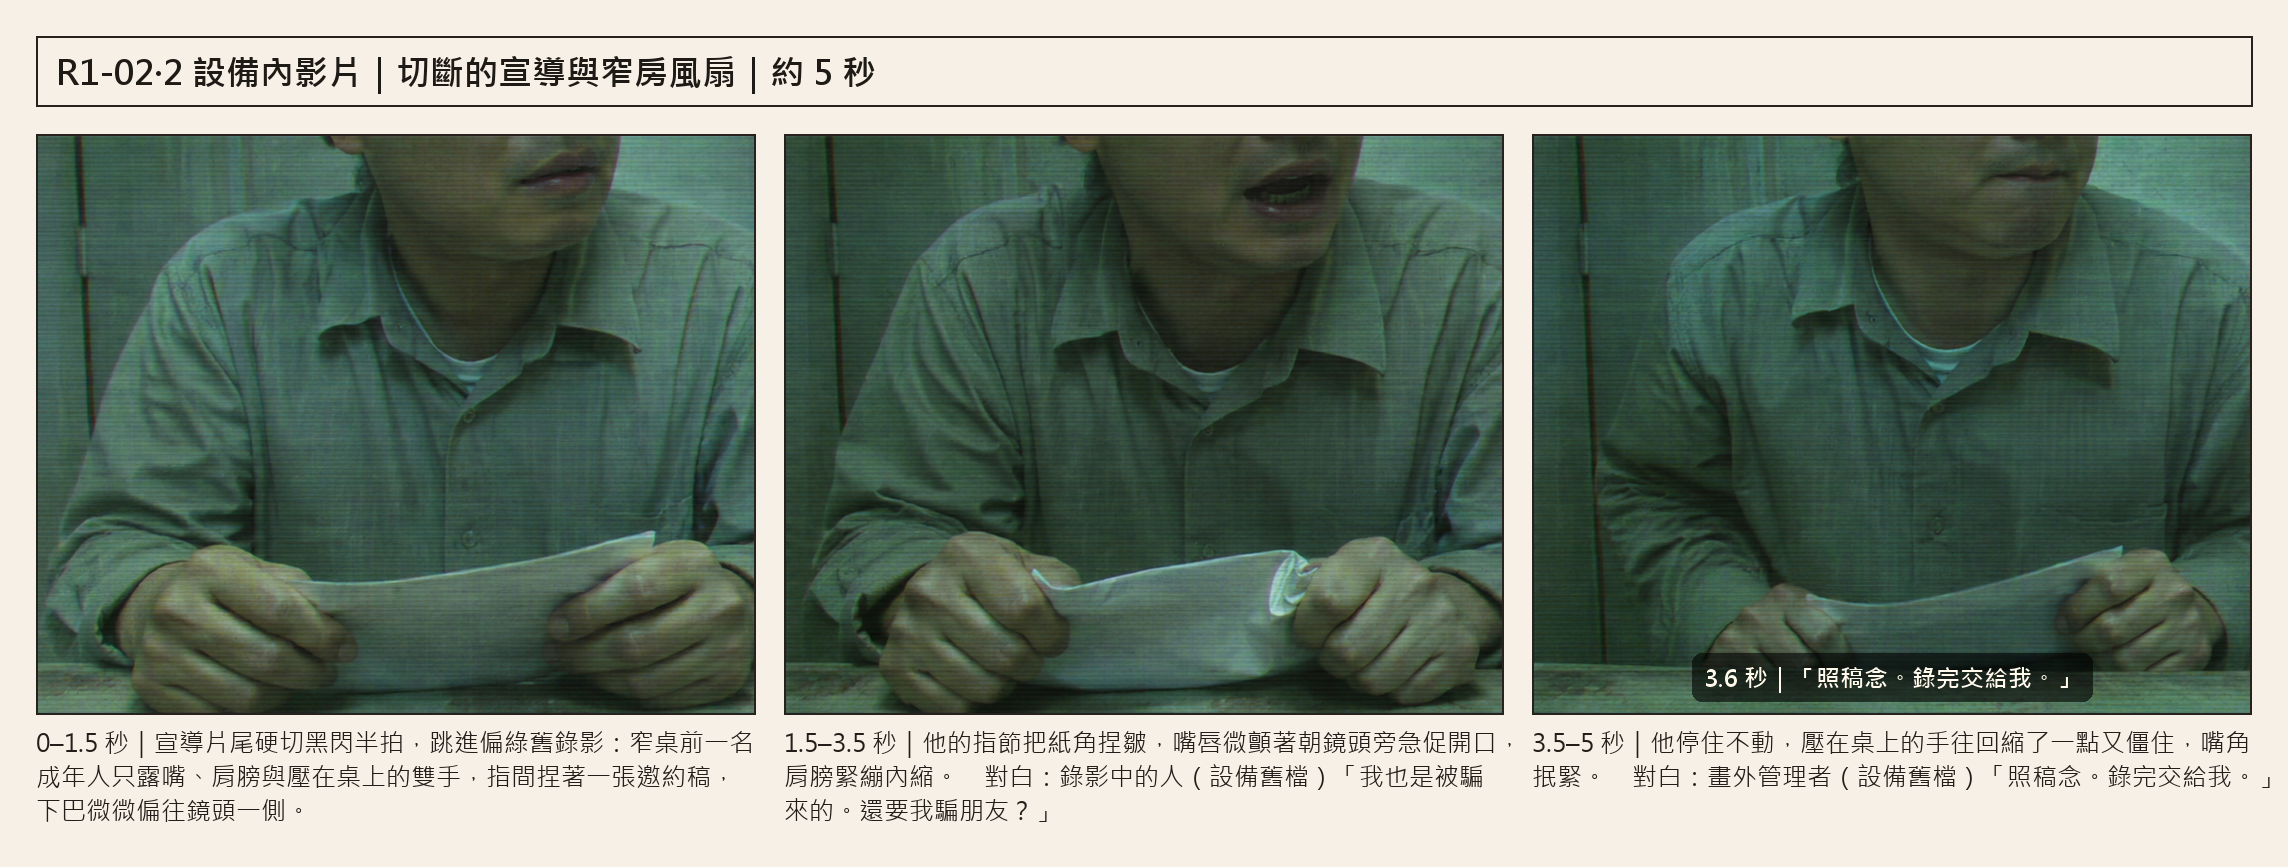 R1-02·2 設備內影片｜切斷的宣導與窄房風扇｜約 5 秒
3.6 秒｜「照稿念。錄完交給我。」
0–1.5 秒｜宣導片尾硬切黑閃半拍，跳進偏綠舊錄影：窄桌前一名
成年人只露嘴、肩膀與壓在桌上的雙手，指間捏著一張邀約稿，
下巴微微偏往鏡頭一側。
1.5–3.5 秒｜他的指節把紙角捏皺，嘴唇微顫著朝鏡頭旁急促開口，
肩膀緊繃內縮。　對白：錄影中的人（設備舊檔）「我也是被騙
來的。還要我騙朋友？」
3.5–5 秒｜他停住不動，壓在桌上的手往回縮了一點又僵住，嘴角
抿緊。　對白：畫外管理者（設備舊檔）「照稿念。錄完交給我。」